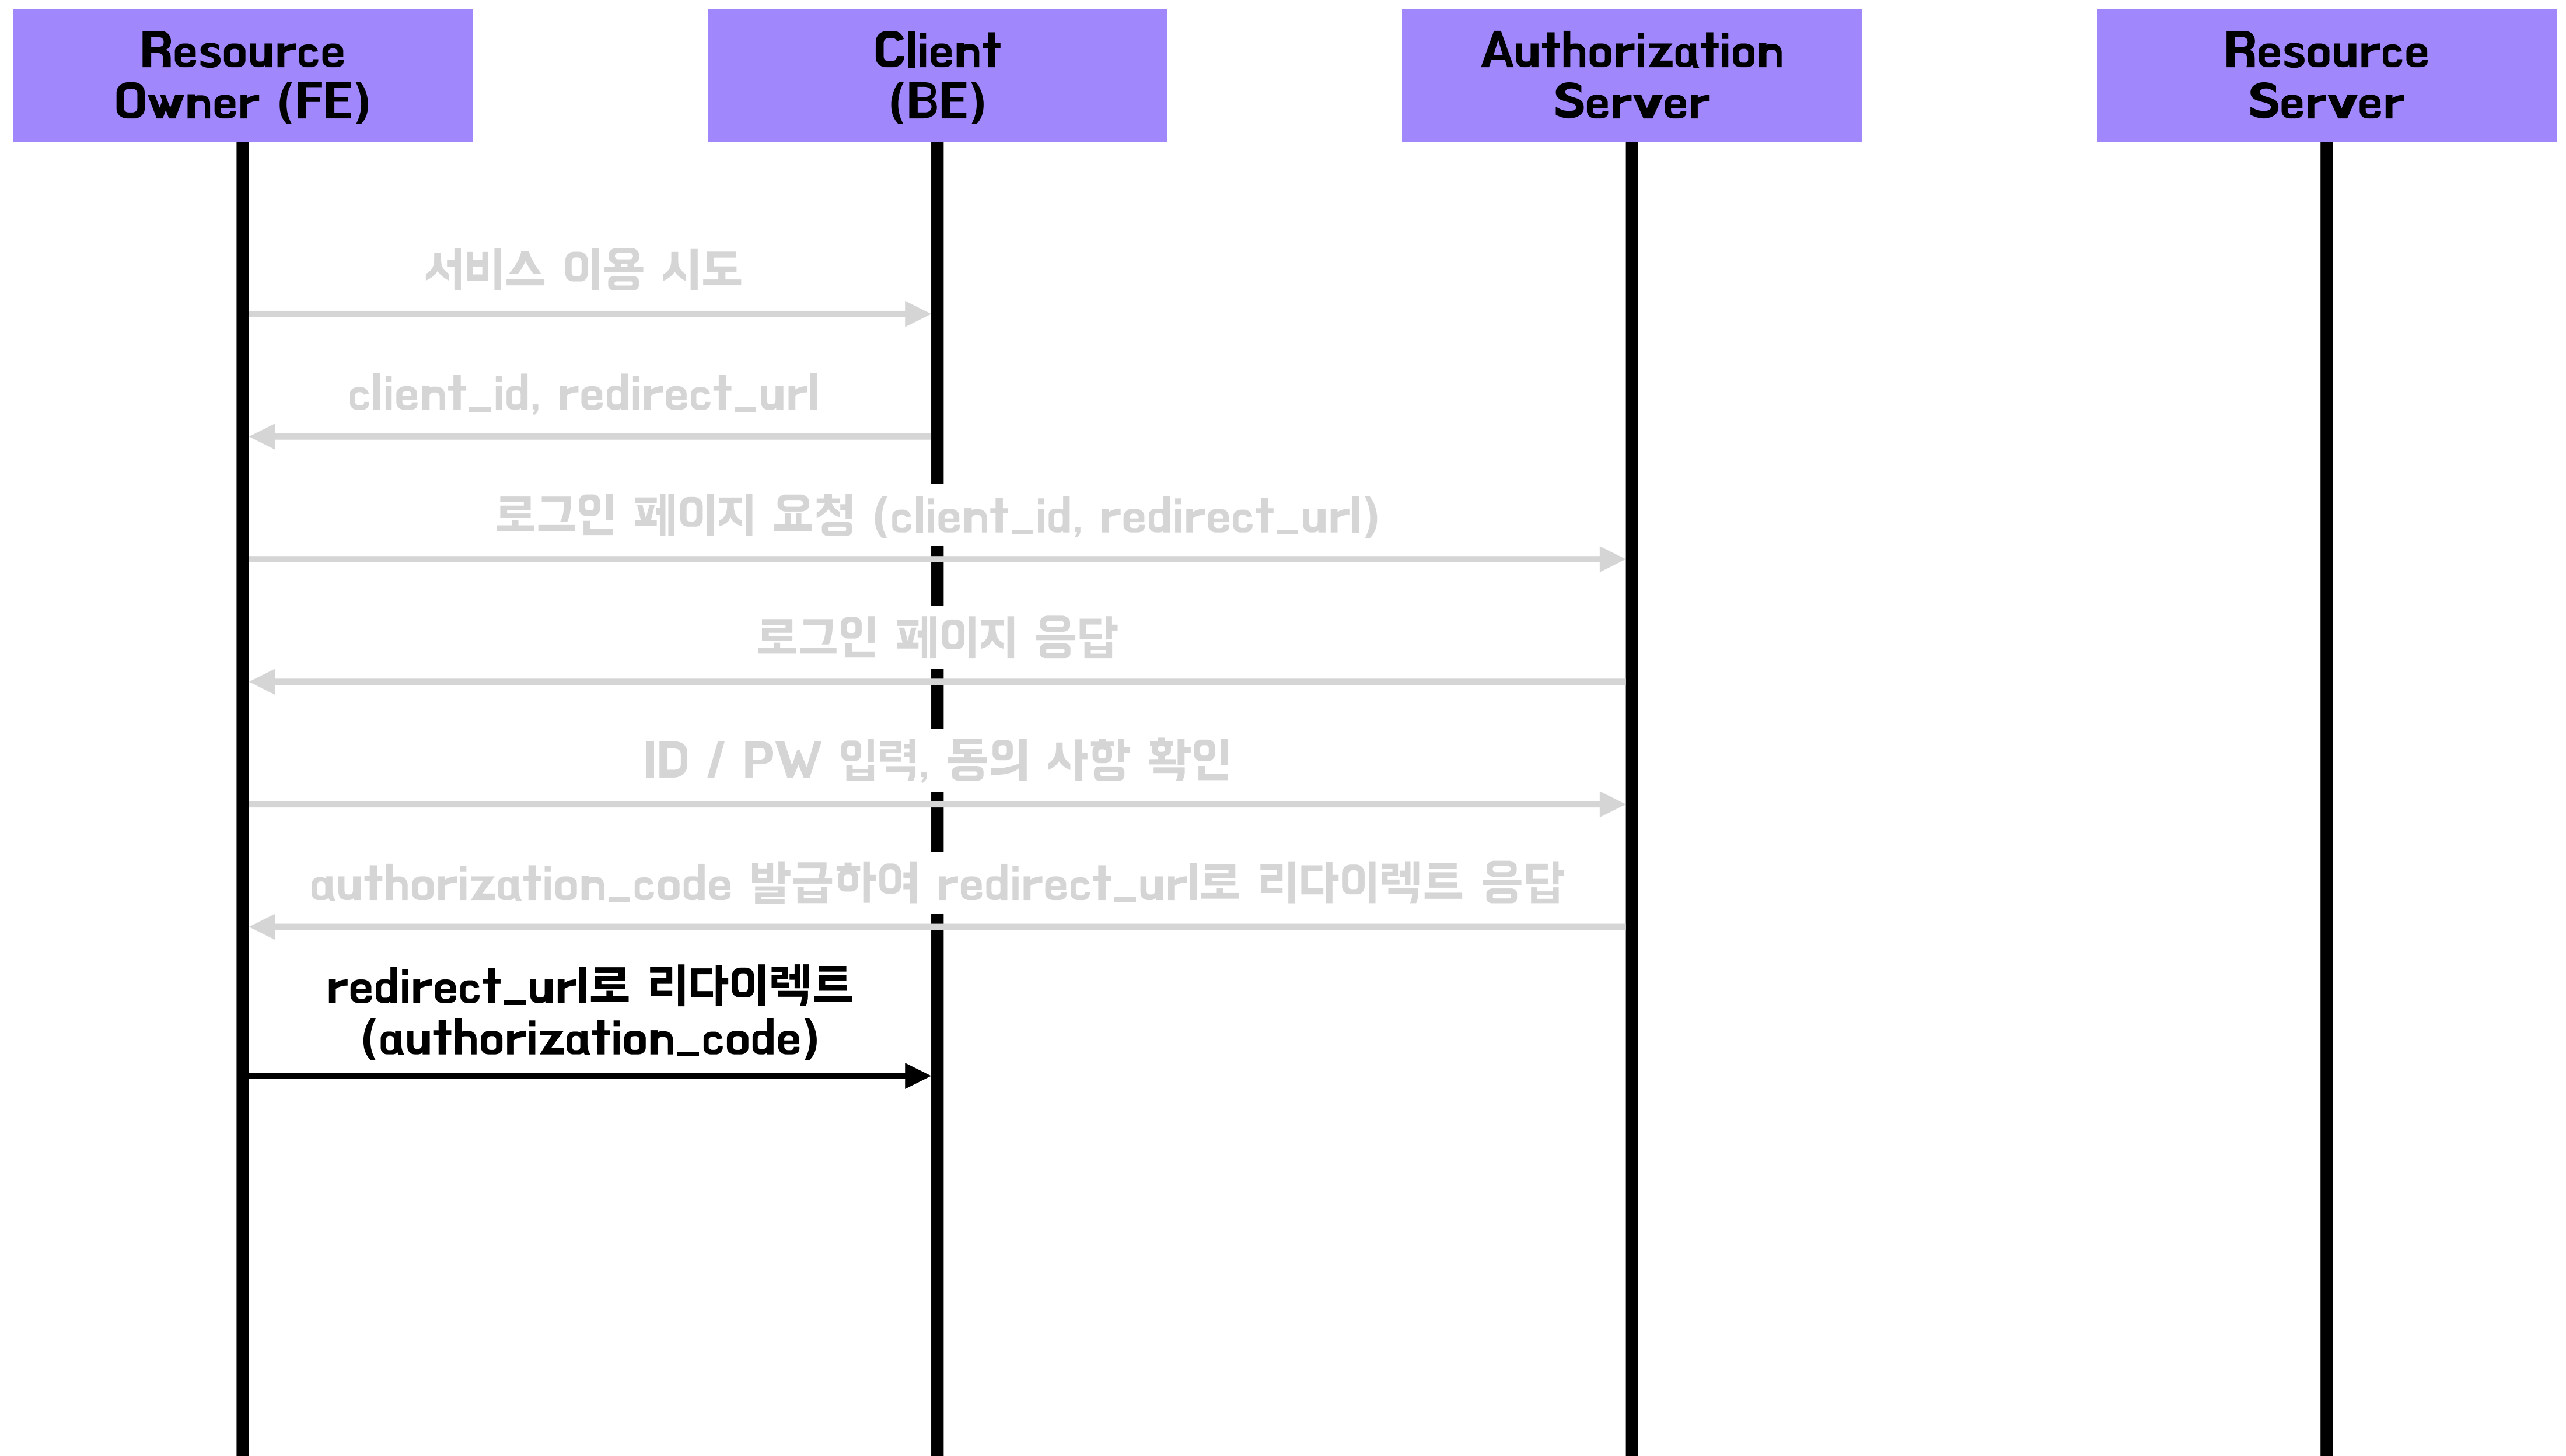 Resource
Owner (FE)
Client
(BE)
Authorization
Server
Resource
Server
서비스 이용 시도
client_id, redirect_url
로그인 페이지 요청 (client_id, redirect_url)
로그인 페이지 응답
ID / PW 입력, 동의 사항 확인
authorization_code 발급하여 redirect_url로 리다이렉트 응답
redirect_url로 리다이렉트
(authorization_code)